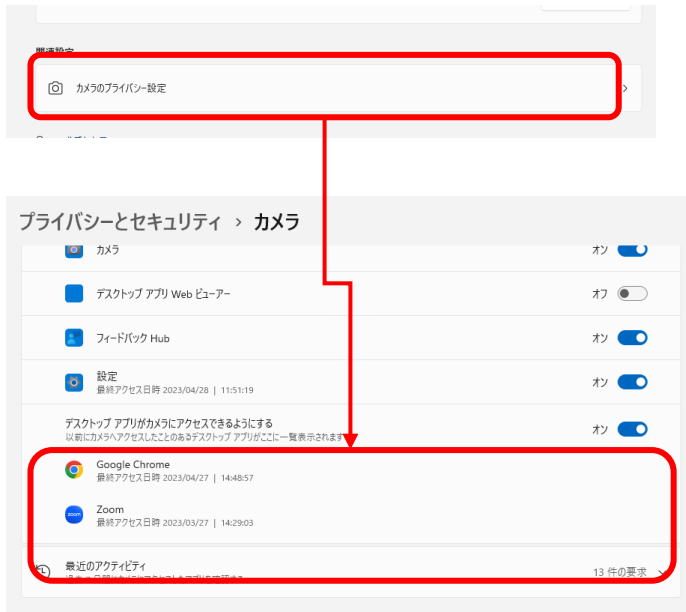 関連設定
カメラのプライバシー設定
プライバシーとセキュリティ › カメラ
カメラ
オン
デスクトップ アプリ Web ビューアー
オフ
フィードバック Hub
オン
設定
最終アクセス日時 2023/04/28 | 11:51:19
オン
デスクトップ アプリがカメラにアクセスできるようにする
以前にカメラへアクセスしたことのあるデスクトップ アプリがここに一覧表示されます
オン
Google Chrome
最終アクセス日時 2023/04/27 | 14:48:57
zoom
Zoom
最終アクセス日時 2023/03/27 | 14:29:03
最近のアクティビティ
13 件の要求